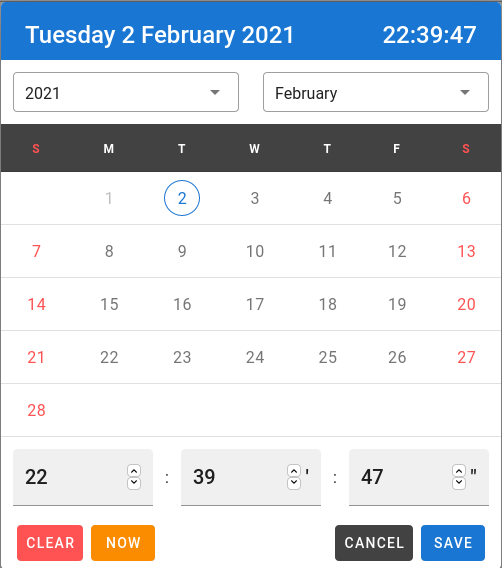 Tuesday 2 February 2021 22:39:47
2021 February
S M T W T F S
1 2 3 4 5 6
7 8 9 10 11 12 13
14 15 16 17 18 19 20
21 22 23 24 25 26 27
28
22 : 39 ' : 47 "
CLEAR NOW CANCEL SAVE